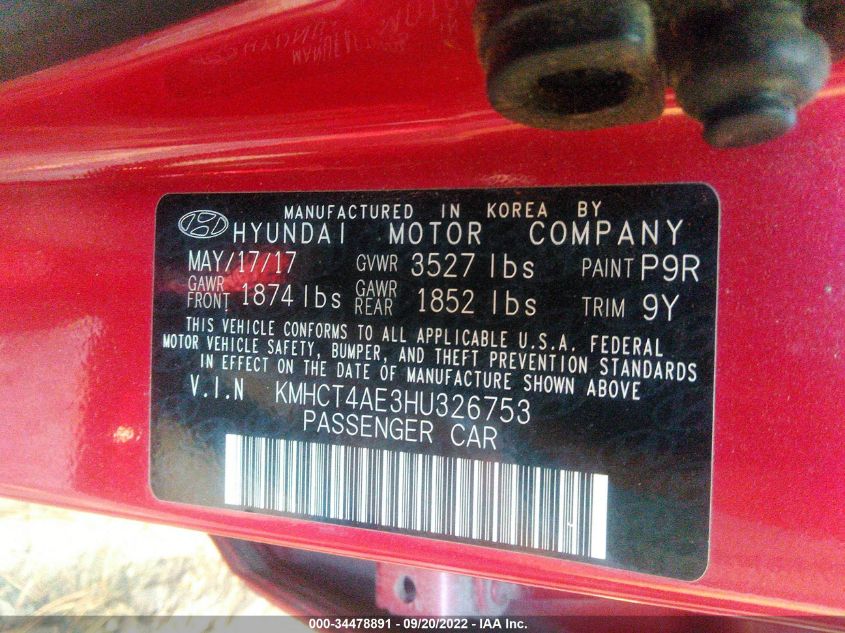 MANUFACTURED IN KOREA BY
HYUNDAI MOTOR COMPANY
MAY/17/17 GVWR 3527 lbs PAINT P9R
GAWR FRONT 1874 lbs GAWR REAR 1852 lbs TRIM 9Y
THIS VEHICLE CONFORMS TO ALL APPLICABLE U.S.A. FEDERAL
MOTOR VEHICLE SAFETY, BUMPER, AND THEFT PREVENTION STANDARDS
IN EFFECT ON THE DATE OF MANUFACTURE SHOWN ABOVE
V.I.N KMHCT4AE3HU326753
PASSENGER CAR
000-34478891 - 09/20/2022 - IAA Inc.